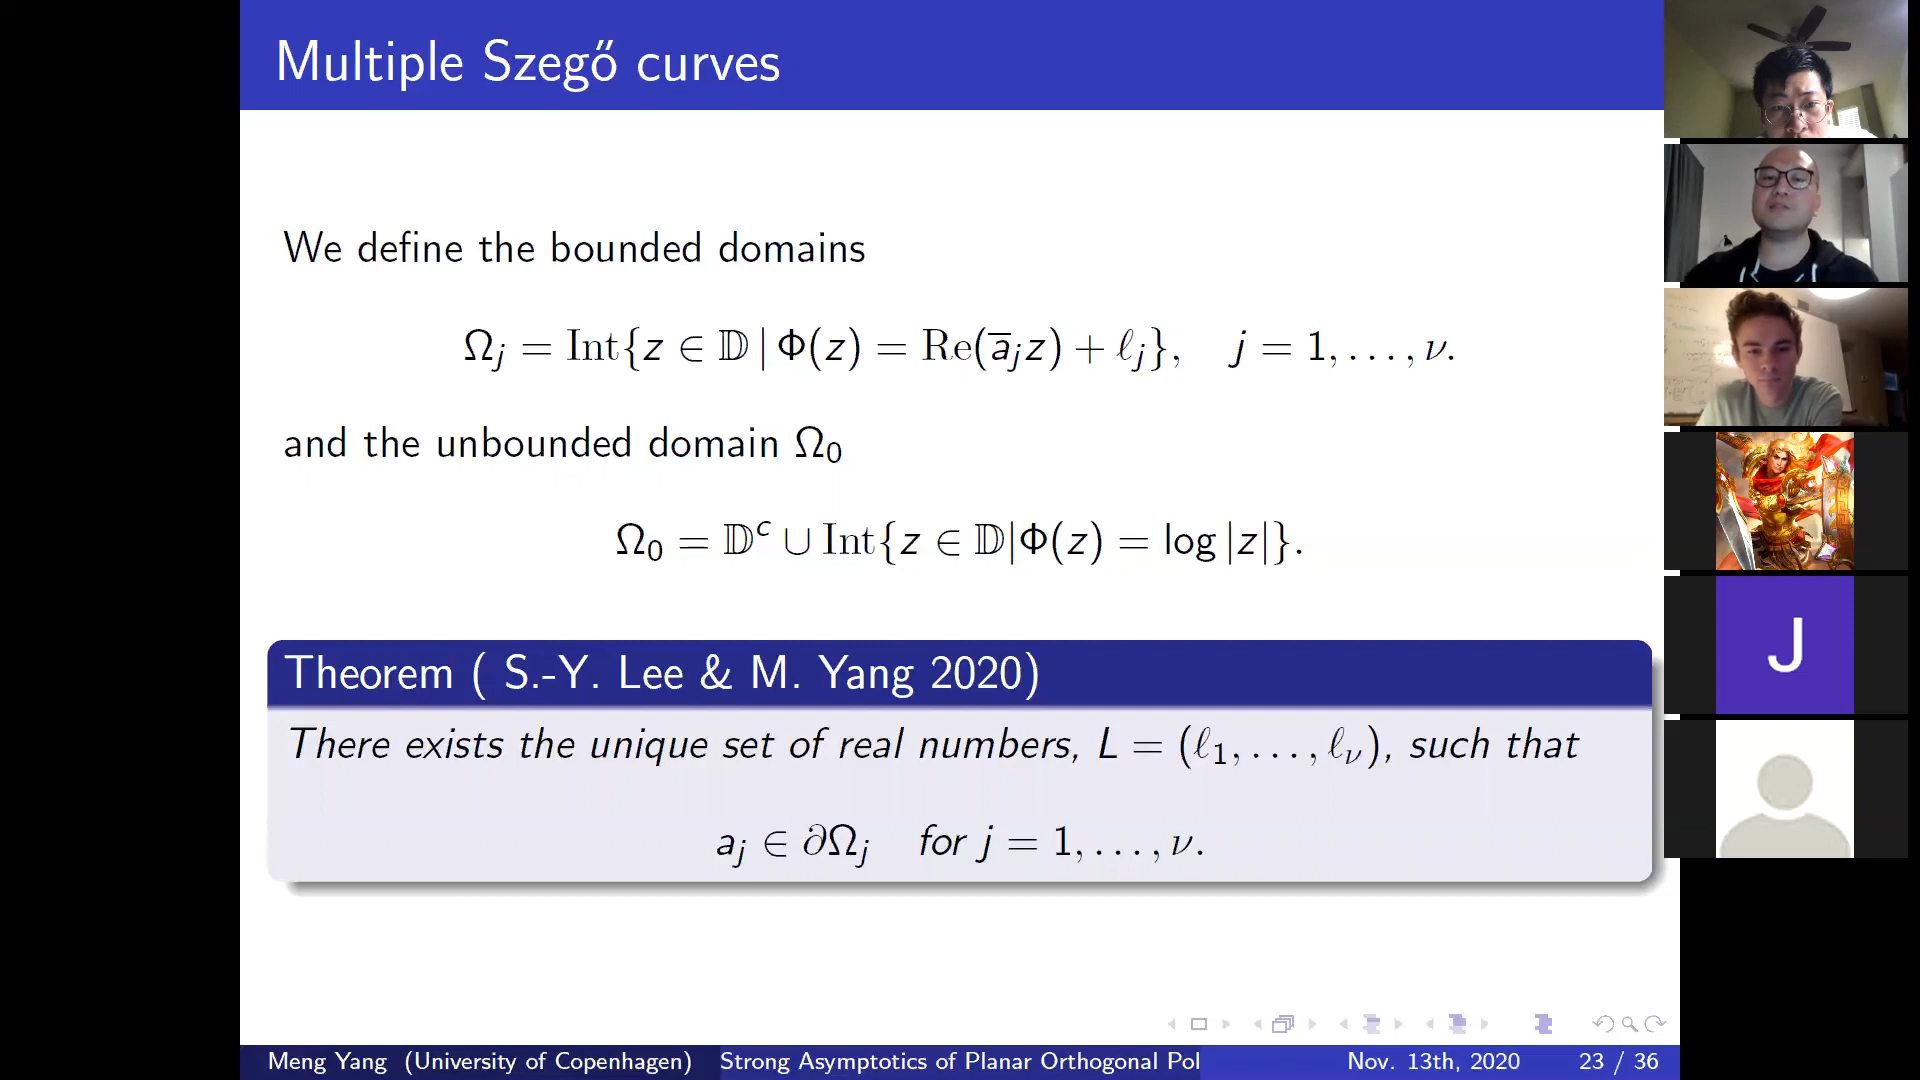 Multiple Szegő curves
We define the bounded domains
Ωⱼ = Int{z ∈ 𝔻 | Φ(z) = Re(a̅ⱼz) + ℓⱼ}, j = 1, . . . , ν.
and the unbounded domain Ω₀
Ω₀ = 𝔻ᶜ ∪ Int{z ∈ 𝔻|Φ(z) = log |z|}.
Theorem ( S.-Y. Lee & M. Yang 2020)
There exists the unique set of real numbers, L = (ℓ₁, . . . , ℓᵥ), such that
aⱼ ∈ ∂Ωⱼ for j = 1, . . . , ν.
Meng Yang (University of Copenhagen) Strong Asymptotics of Planar Orthogonal Pol Nov. 13th, 2020 23 / 36
J